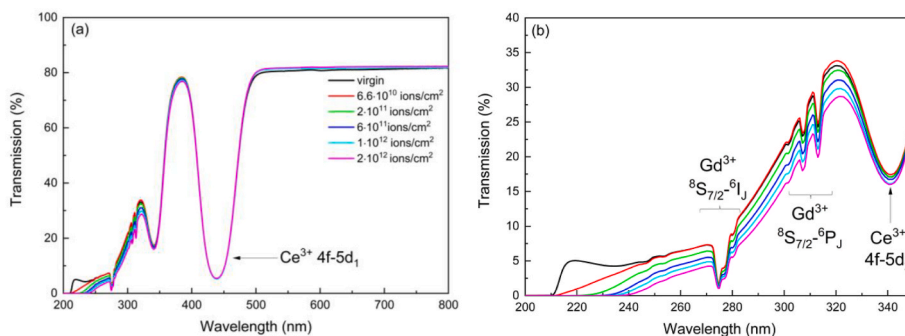 (a)
Transmission (%)
100
80
60
40
20
0
200 300 400 500 600 700 800
Wavelength (nm)
virgin
6.6·10¹⁰ ions/cm²
2·10¹¹ ions/cm²
6·10¹¹ions/cm²
1·10¹² ions/cm²
2·10¹² ions/cm²
Ce³⁺ 4f-5d₁
(b)
Transmission (%)
40
35
30
25
20
15
10
5
0
200 220 240 260 280 300 320 340
Wavelength (nm)
Gd³⁺
⁸S₇/₂-⁶I_J
Gd³⁺
⁸S₇/₂-⁶P_J
Ce³⁺
4f-5d